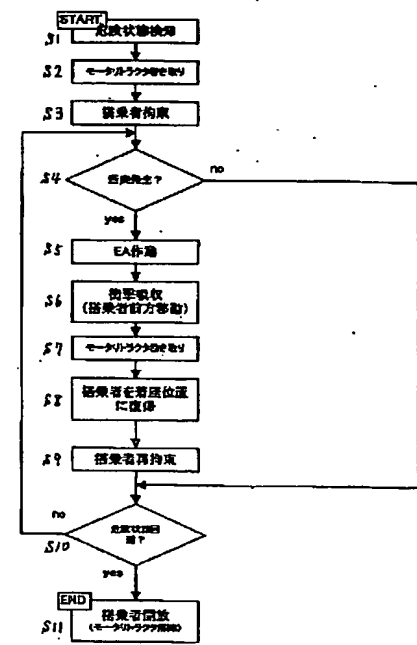 START
S1 危険状態検知
S2 モータリトラクタ巻き取り
S3 搭乗者拘束
S4 衝突発生?
no
yes
S5 EA作動
S6 衝撃吸収
(搭乗者前方移動)
S7 モータリトラクタ巻き取り
S8 搭乗者を着座位置
に復帰
S9 搭乗者再拘束
no
S10 危険状態回
避?
yes
END
S11 搭乗者開放
(モータリトラクタ解除)